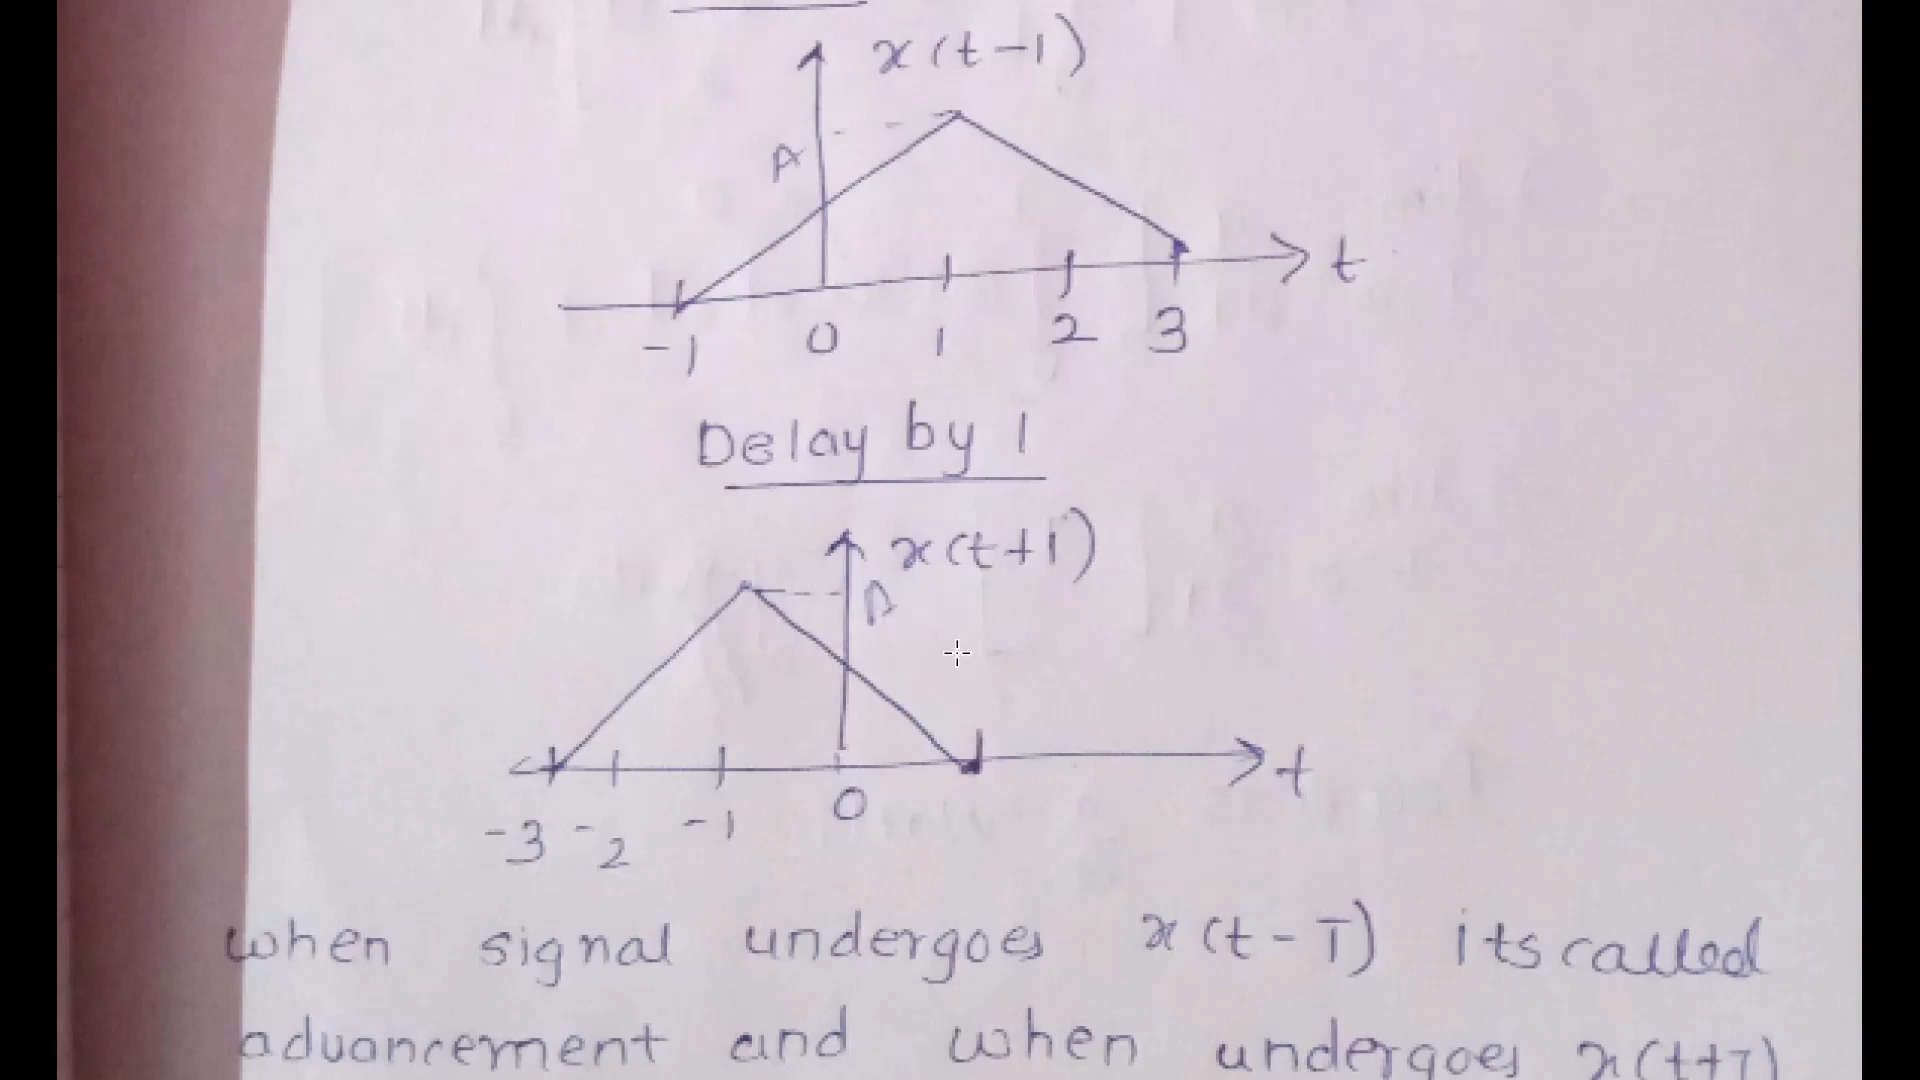 x(t-1)
A
t
-1 0 1 2 3
Delay by 1
x(t+1)
A
t
-3 -2 -1 0
when signal undergoes x(t-T) its called
advancement and when undergoes x(t+T)